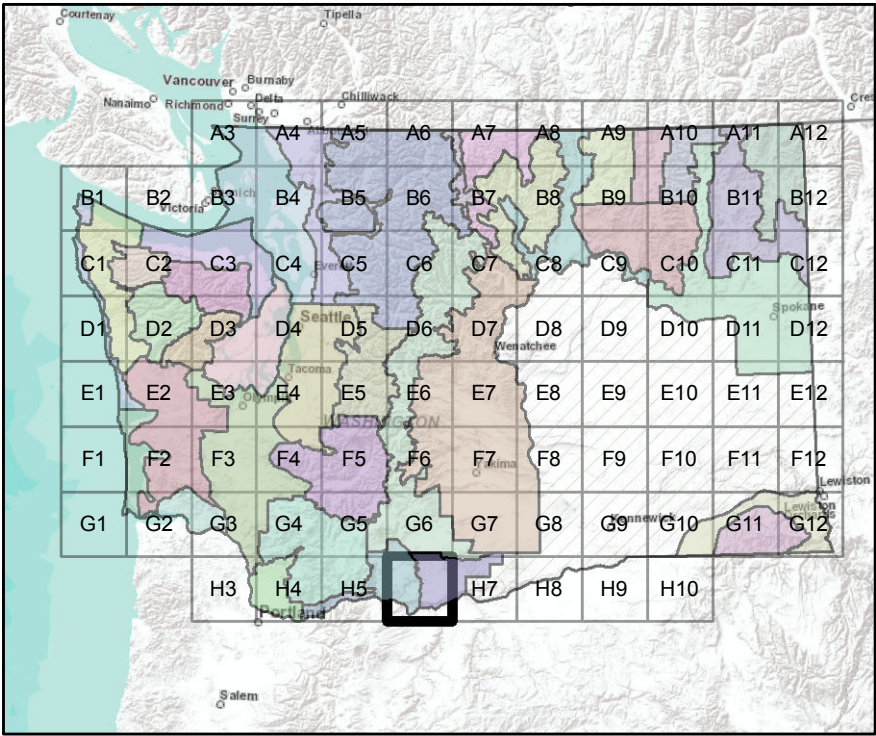 Courtenay
Tipella
Vancouver
Burnaby
Nanaimo
Richmond
Delta
Chilliwack
Surrey
Cres
A3 A4 A5 A6 A7 A8 A9 A10 A11 A12
B1 B2 B3 B4 B5 B6 B7 B8 B9 B10 B11 B12
Victoria
C1 C2 C3 C4 C5 C6 C7 C8 C9 C10 C11 C12
Everett
D1 D2 D3 D4 D5 D6 D7 D8 D9 D10 D11 D12
Seattle
Spokane
Wenatchee
Tacoma
E1 E2 E3 E4 E5 E6 E7 E8 E9 E10 E11 E12
Olympia
WASHINGTON
F1 F2 F3 F4 F5 F6 F7 F8 F9 F10 F11 F12
Yakima
Lewiston
Lewiston
Orchards
G1 G2 G3 G4 G5 G6 G7 G8 G9 G10 G11 G12
Kennewick
H3 H4 H5 H7 H8 H9 H10
Portland
Salem